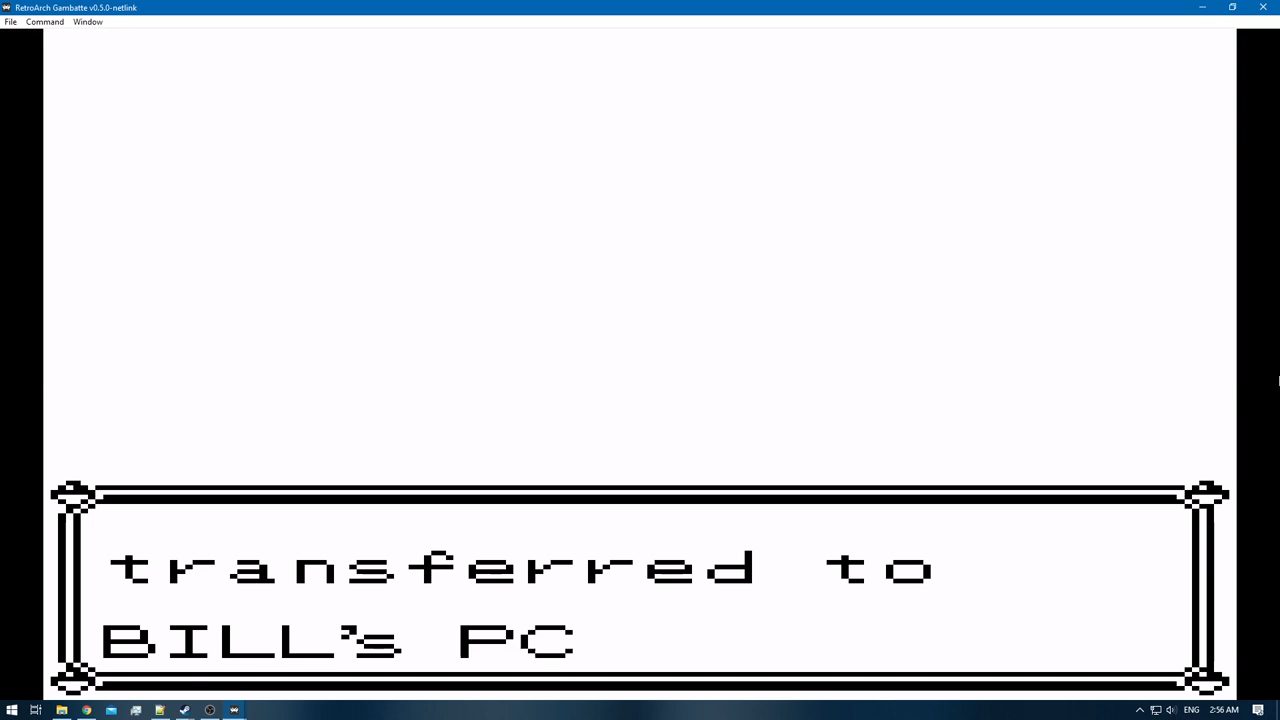 RetroArch Gambatte v0.5.0-netlink
File Command Window
transferred to
BILL's PC
ENG 2:56 AM